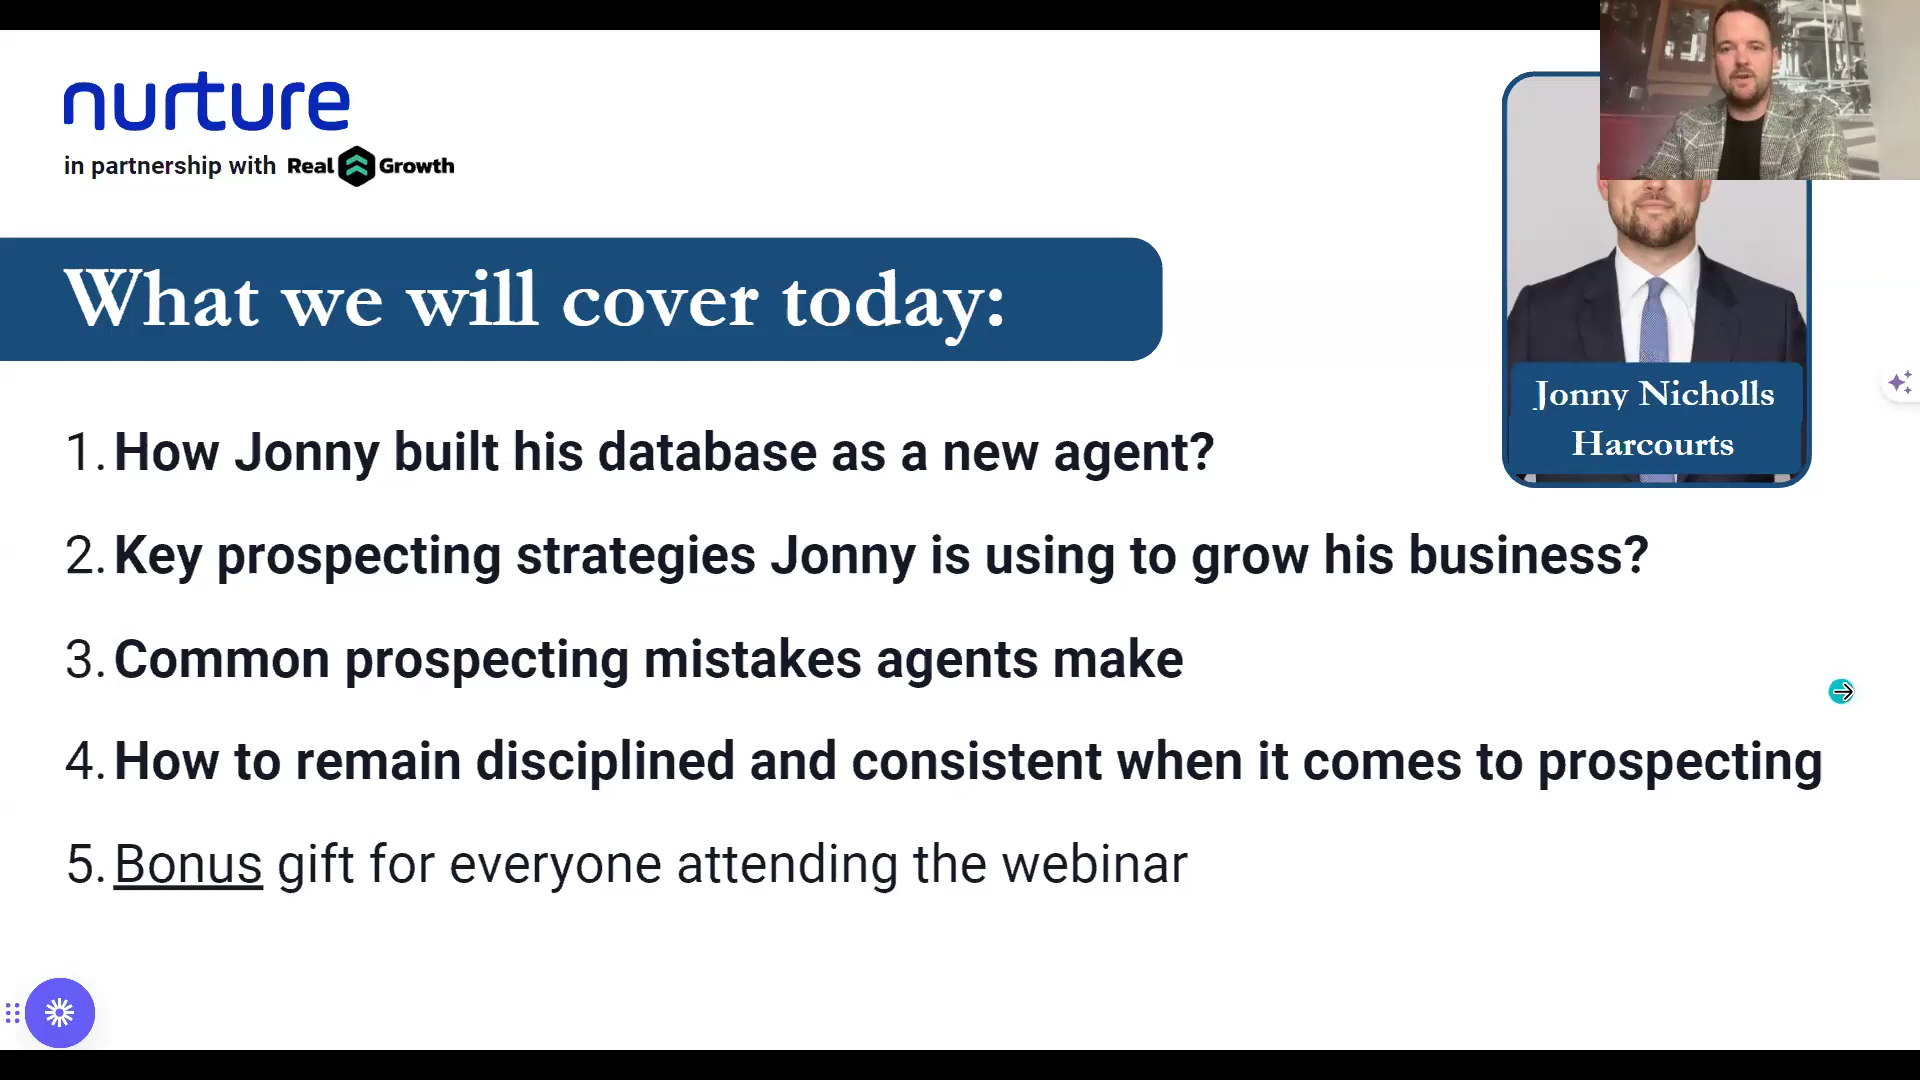 nurture
in partnership with Real Growth
What we will cover today:
Jonny Nicholls
Harcourts
1. How Jonny built his database as a new agent?
2. Key prospecting strategies Jonny is using to grow his business?
3. Common prospecting mistakes agents make
4. How to remain disciplined and consistent when it comes to prospecting
5. Bonus gift for everyone attending the webinar